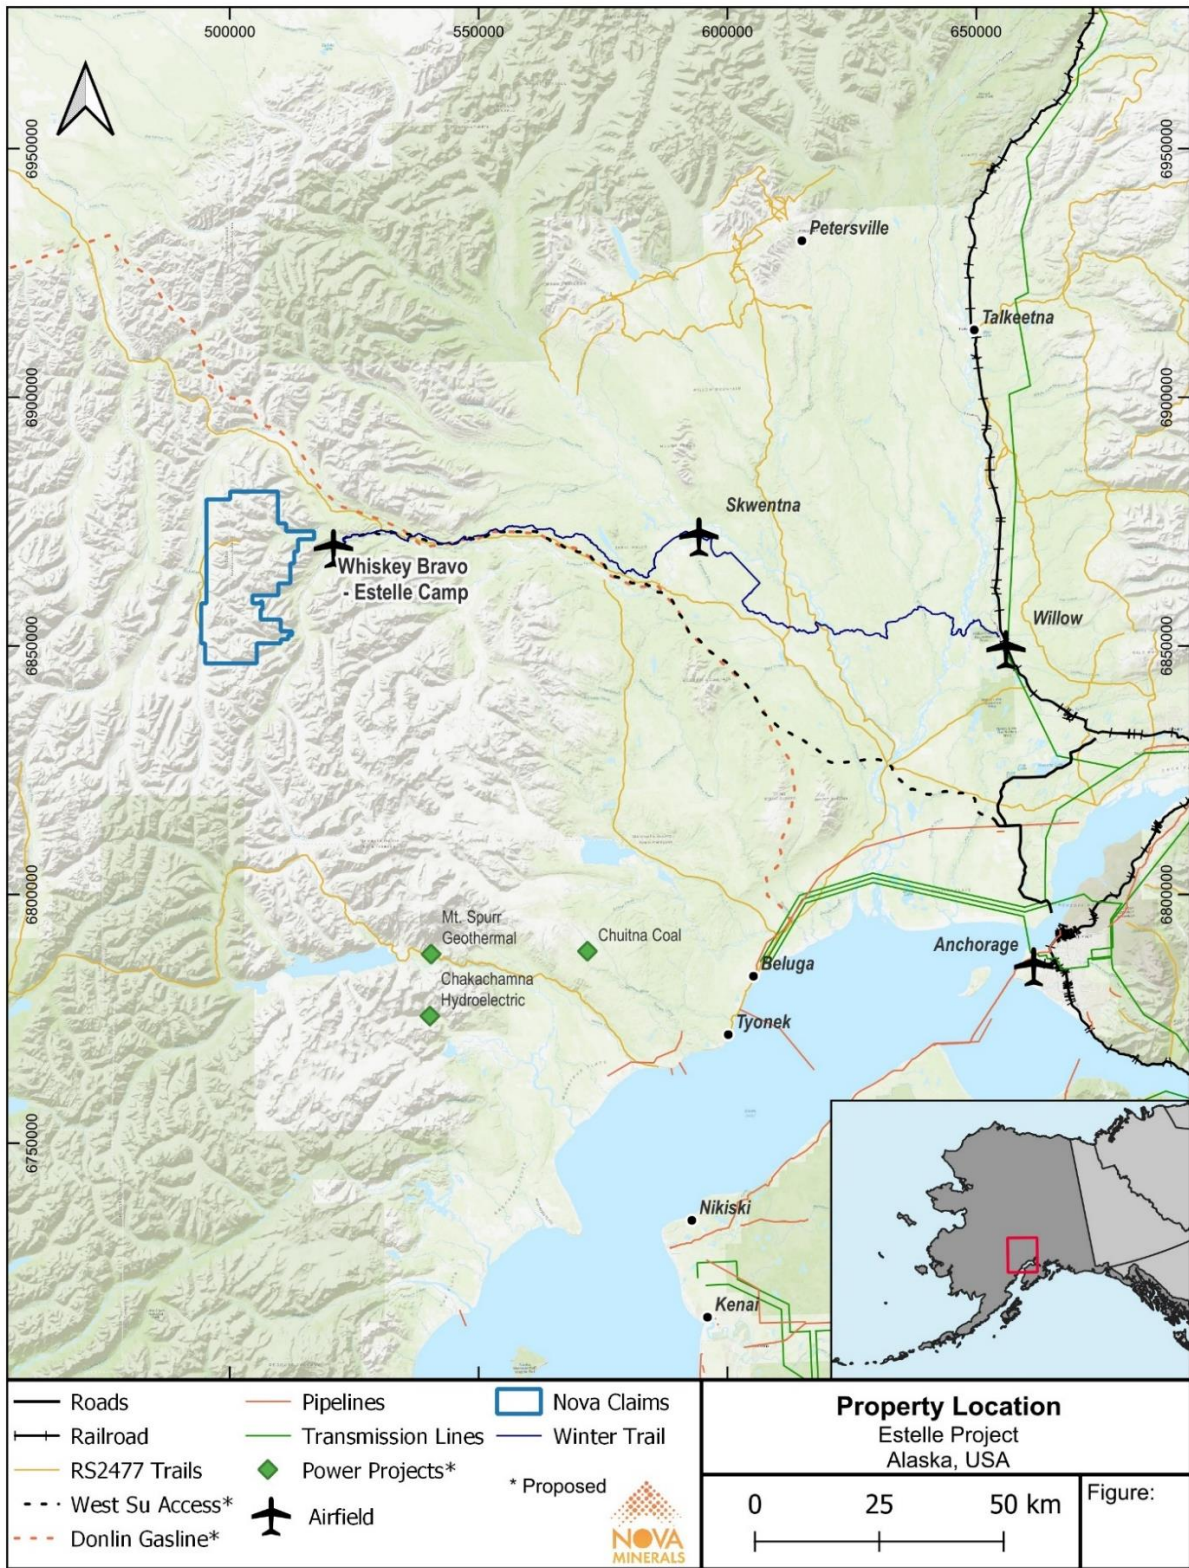 500000
550000
600000
650000
6950000
6950000
Petersville
Talkeetna
6900000
6900000
Skwentna
Whiskey Bravo
- Estelle Camp
Willow
6850000
6850000
6800000
6800000
Mt. Spurr
Geothermal
Chuitna Coal
Anchorage
Chakachamna
Hydroelectric
Beluga
Tyonek
6750000
Nikiski
Kenai
Roads
Railroad
RS2477 Trails
West Su Access*
Donlin Gasline*
Pipelines
Transmission Lines
Power Projects*
Airfield
Nova Claims
Winter Trail
* Proposed
NOVA
MINERALS
Property Location
Estelle Project
Alaska, USA
0 25 50 km
Figure: